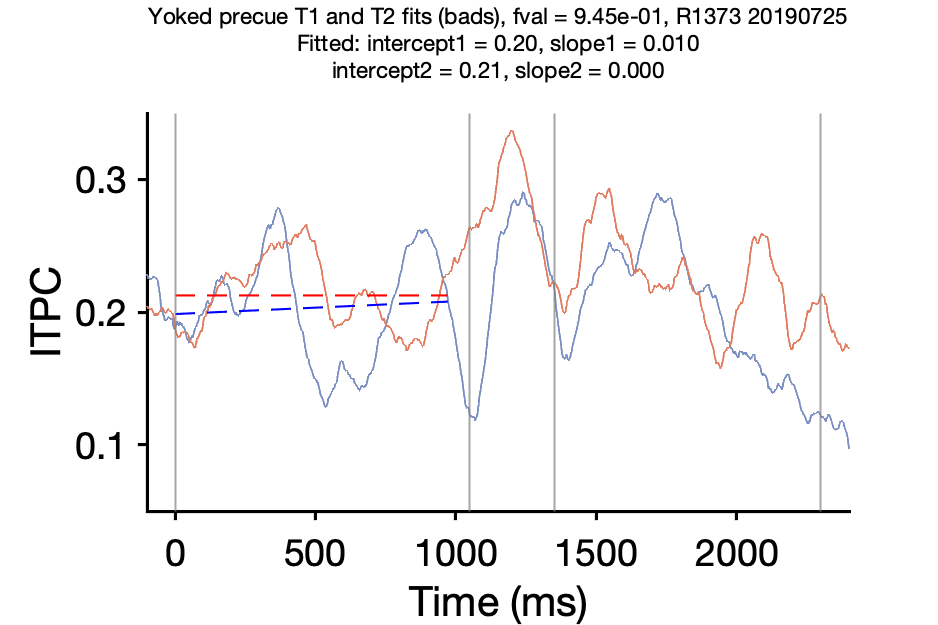 Yoked precue T1 and T2 fits (bads), fval = 9.45e-01, R1373 20190725
Fitted: intercept1 = 0.20, slope1 = 0.010
intercept2 = 0.21, slope2 = 0.000
0.3
0.2
0.1
ITPC
0 500 1000 1500 2000
Time (ms)